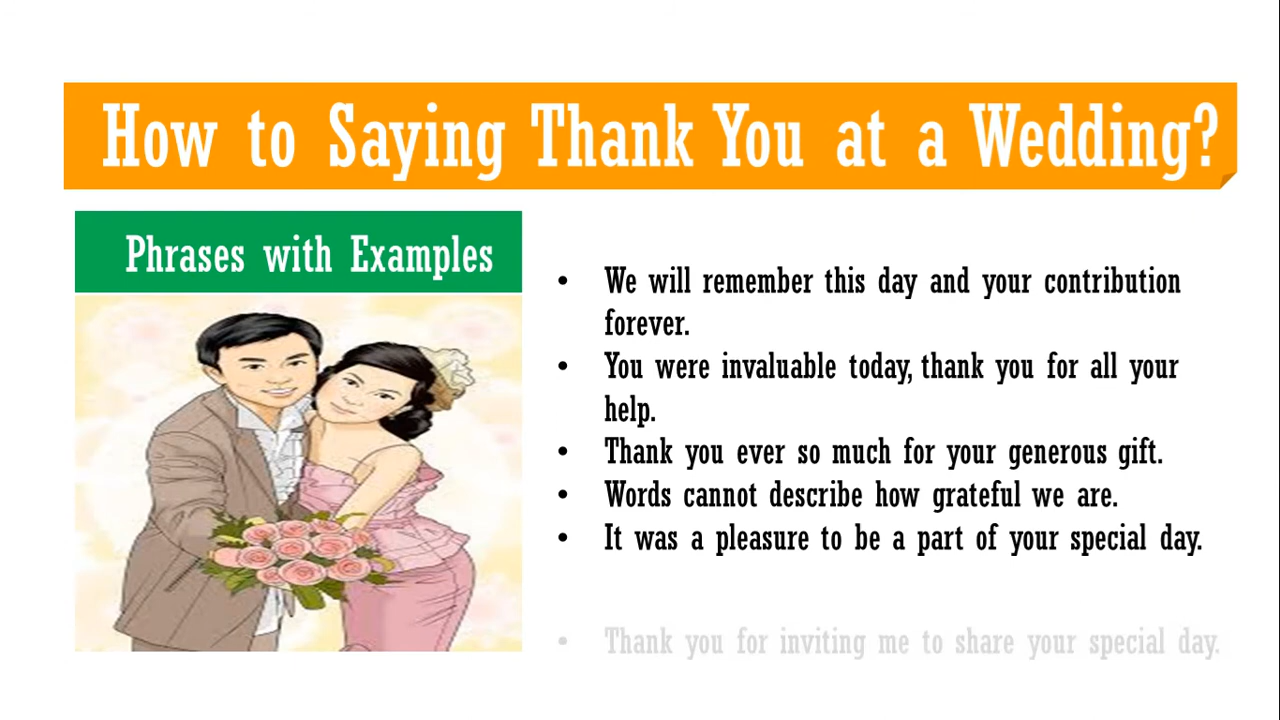 How to Saying Thank You at a Wedding?
Phrases with Examples
• We will remember this day and your contribution
forever.
• You were invaluable today, thank you for all your
help.
• Thank you ever so much for your generous gift.
• Words cannot describe how grateful we are.
• It was a pleasure to be a part of your special day.
• Thank you for inviting me to share your special day.